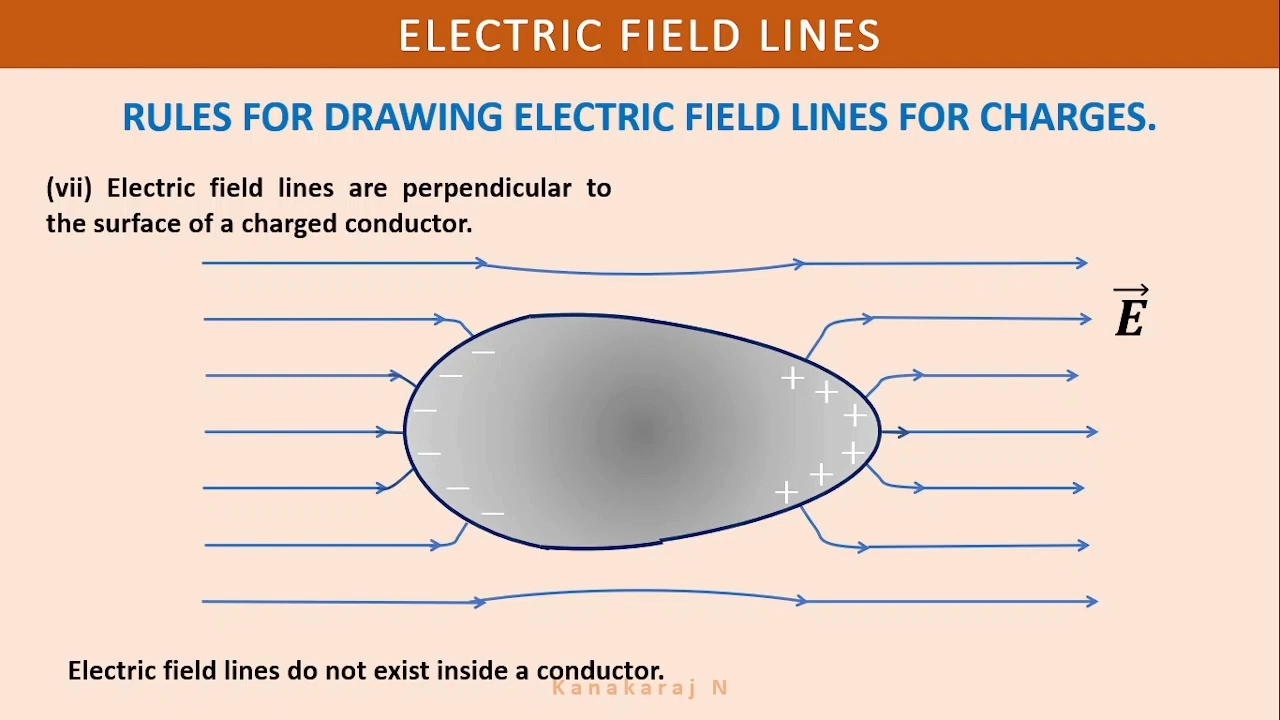 ELECTRIC FIELD LINES
RULES FOR DRAWING ELECTRIC FIELD LINES FOR CHARGES.
(vii) Electric field lines are perpendicular to
the surface of a charged conductor.
E
Electric field lines do not exist inside a conductor.
Kanakaraj N